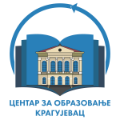 ЦЕНТАР ЗА ОБРАЗОВАЊЕ
КРАГУЈЕВАЦ